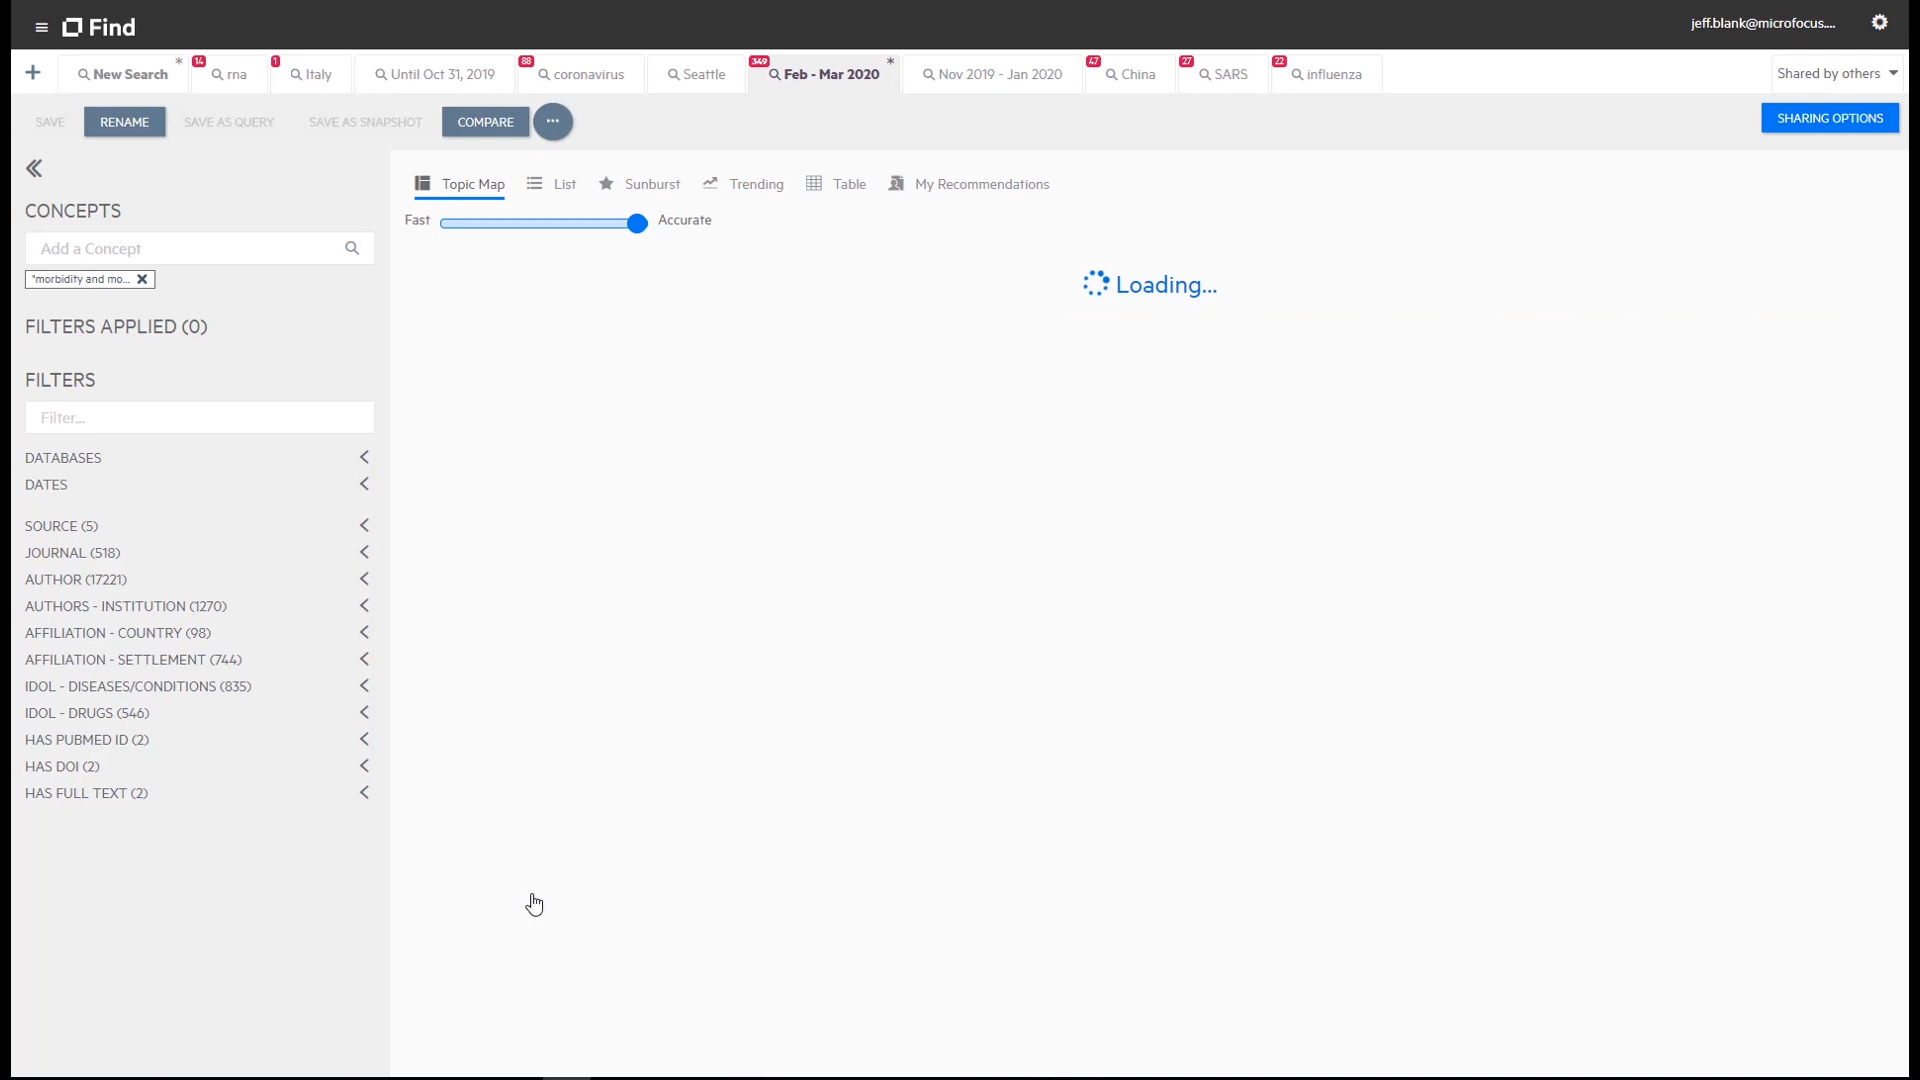 Find
jeff.blank@microfocus....
+ New Search * 14 rna 1 Italy Until Oct 31, 2019 88 coronavirus Seattle 349 Feb - Mar 2020 * Nov 2019 - Jan 2020 47 China 27 SARS 22 influenza Shared by others
SAVE RENAME SAVE AS QUERY SAVE AS SNAPSHOT COMPARE ... SHARING OPTIONS
Topic Map List Sunburst Trending Table My Recommendations
Fast Accurate
Loading...
CONCEPTS
Add a Concept
"morbidity and mo...
FILTERS APPLIED (0)
FILTERS
Filter...
DATABASES
DATES
SOURCE (5)
JOURNAL (518)
AUTHOR (17221)
AUTHORS - INSTITUTION (1270)
AFFILIATION - COUNTRY (98)
AFFILIATION - SETTLEMENT (744)
IDOL - DISEASES/CONDITIONS (835)
IDOL - DRUGS (546)
HAS PUBMED ID (2)
HAS DOI (2)
HAS FULL TEXT (2)